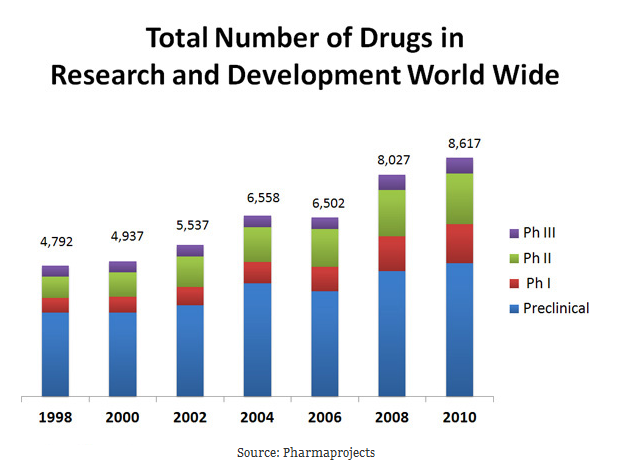 Total Number of Drugs in
Research and Development World Wide
4,792
4,937
5,537
6,558
6,502
8,027
8,617
Ph III
Ph II
Ph I
Preclinical
1998
2000
2002
2004
2006
2008
2010
Source: Pharmaprojects